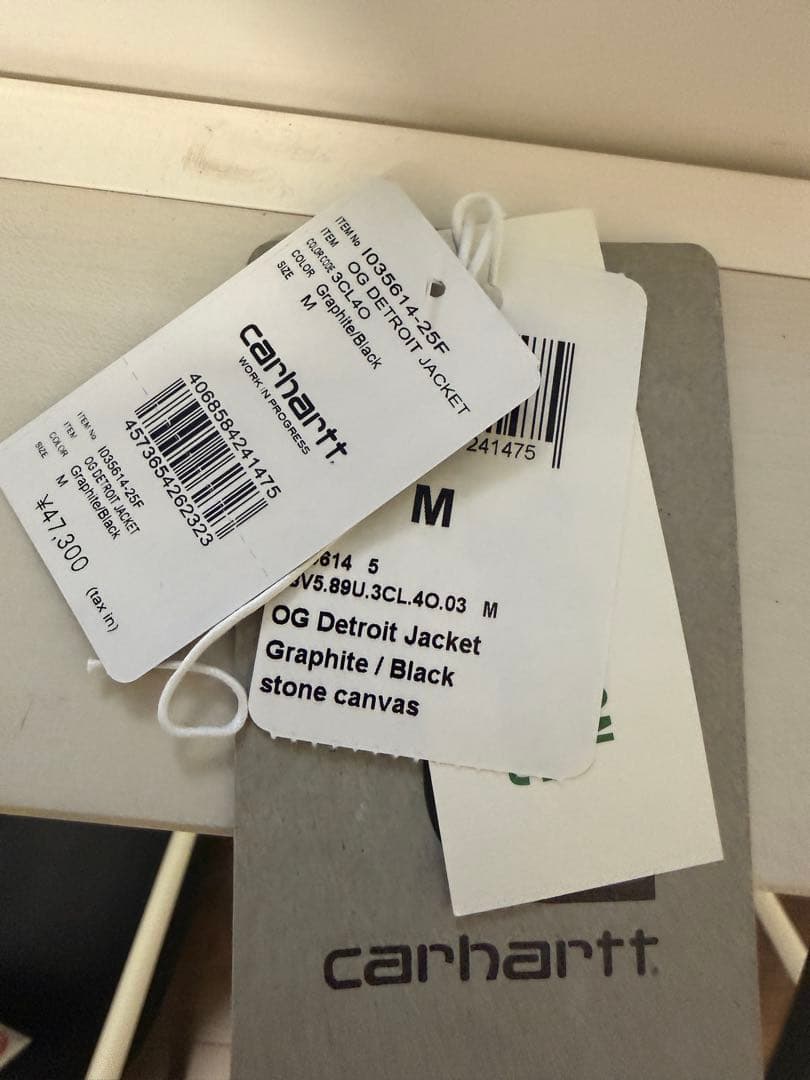 ITEM No I035614-25F
ITEM OG DETROIT JACKET
COLOR CODE 3CL4O
COLOR Graphite/Black
SIZE M
carhartt.
WORK IN PROGRESS
4068584241475
4573654262323
ITEM No I035614-25F
ITEM OG DETROIT JACKET
COLOR Graphite/Black
SIZE M
¥47,300 (tax in)
241475
M
614 5
V5.89U.3CL.4O.03 M
OG Detroit Jacket
Graphite / Black
stone canvas
carhartt.